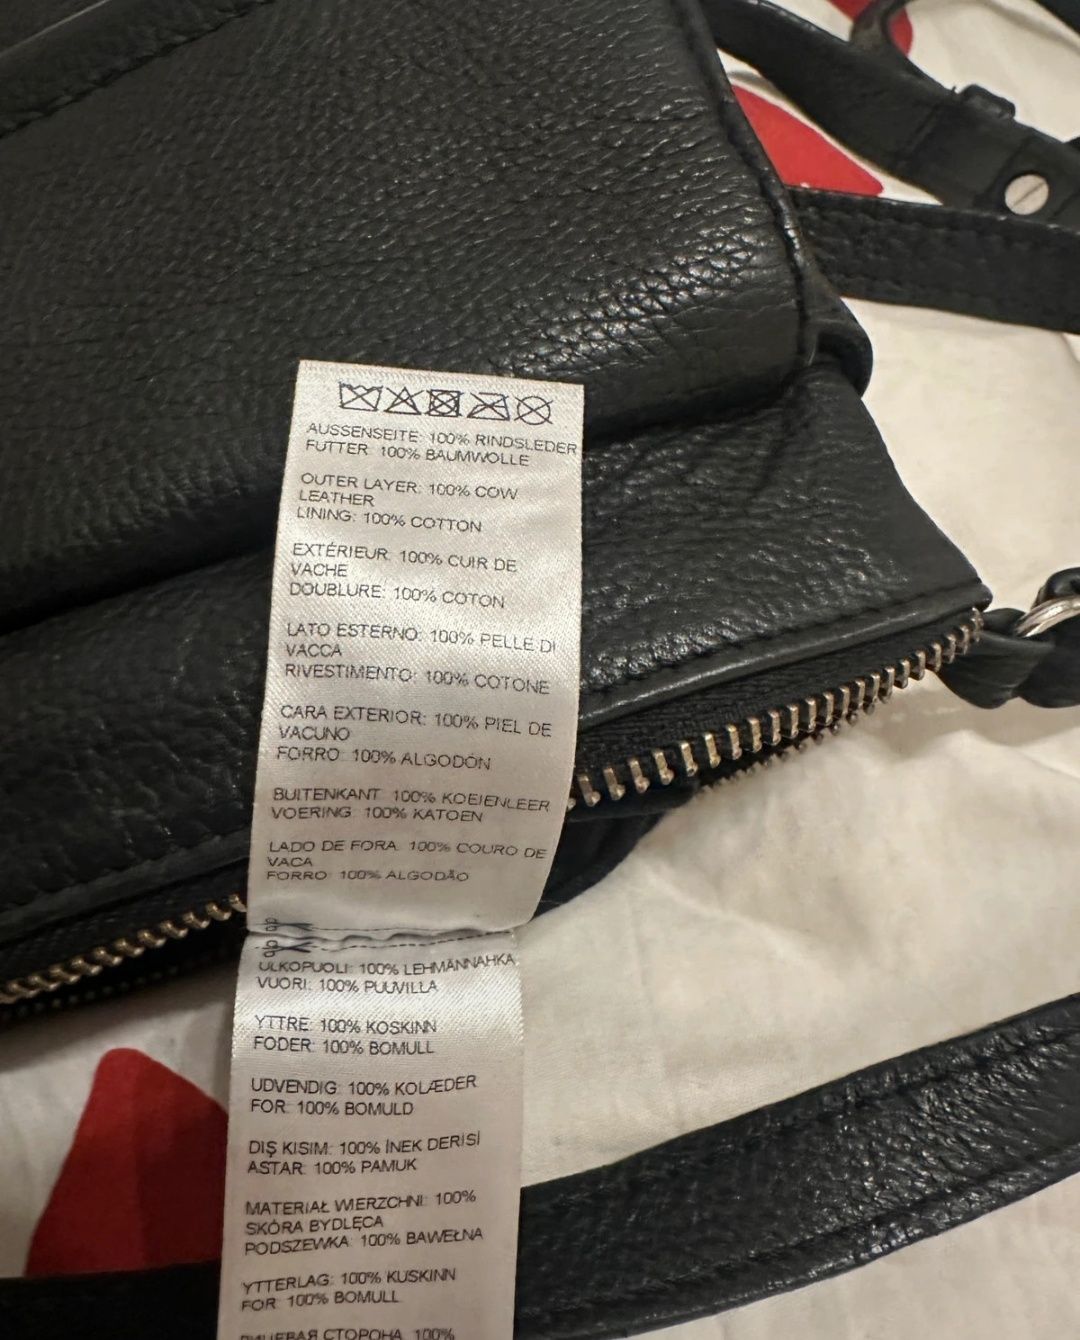 AUSSENSEITE: 100% RINDSLEDER
FUTTER: 100% BAUMWOLLE
OUTER LAYER: 100% COW
LEATHER
LINING: 100% COTTON
EXTÉRIEUR: 100% CUIR DE
VACHE
DOUBLURE: 100% COTON
LATO ESTERNO: 100% PELLE DI
VACCA
RIVESTIMENTO: 100% COTONE
CARA EXTERIOR: 100% PIEL DE
VACUNO
FORRO: 100% ALGODÓN
BUITENKANT: 100% KOEIENLEER
VOERING: 100% KATOEN
LADO DE FORA: 100% COURO DE
VACA
FORRO: 100% ALGODÃO
ULKOPUOLI: 100% LEHMÄNNAHKA
VUORI: 100% PUUVILLA
YTTRE: 100% KOSKINN
FODER: 100% BOMULL
UDVENDIG: 100% KOLÆDER
FOR: 100% BOMULD
DIŞ KISIM: 100% İNEK DERİSİ
ASTAR: 100% PAMUK
MATERIAŁ WIERZCHNI: 100%
SKÓRA BYDLĘCA
PODSZEWKA: 100% BAWEŁNA
YTTERLAG: 100% KUSKINN
FOR: 100% BOMULL
ЛИЦЕВАЯ СТОРОНА: 100%